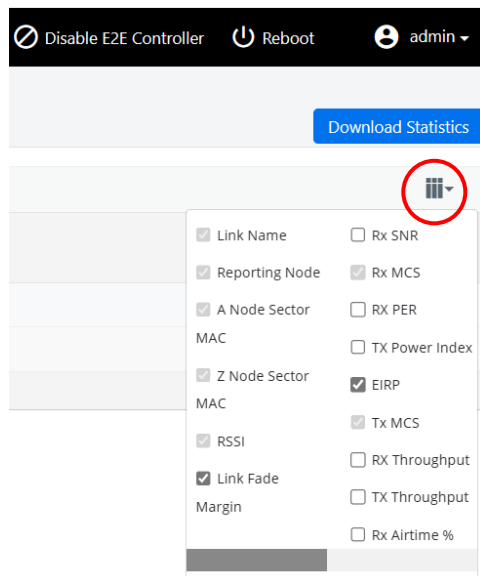 Disable E2E Controller Reboot admin
Download Statistics
Link Name
Reporting Node
A Node Sector
MAC
Z Node Sector
MAC
RSSI
Link Fade
Margin
Rx SNR
Rx MCS
RX PER
TX Power Index
EIRP
Tx MCS
RX Throughput
TX Throughput
Rx Airtime %